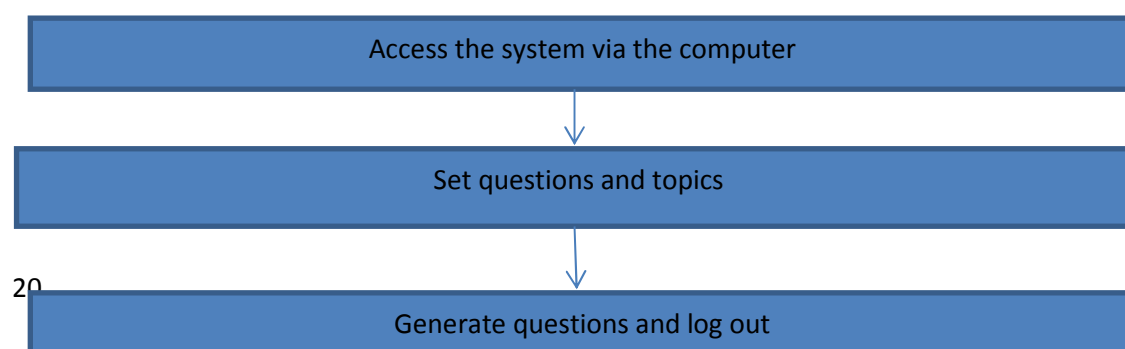 Access the system via the computer
Set questions and topics
20
Generate questions and log out